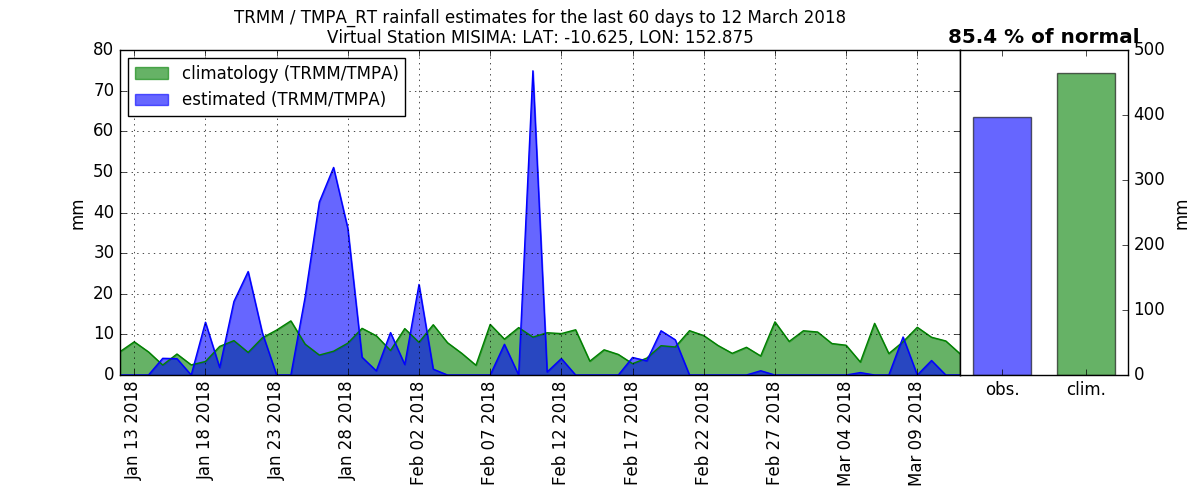 TRMM / TMPA_RT rainfall estimates for the last 60 days to 12 March 2018
Virtual Station MISIMA: LAT: -10.625, LON: 152.875
85.4 % of normal
climatology (TRMM/TMPA)
estimated (TRMM/TMPA)
mm
80
70
60
50
40
30
20
10
0
Jan 13 2018
Jan 18 2018
Jan 23 2018
Jan 28 2018
Feb 02 2018
Feb 07 2018
Feb 12 2018
Feb 17 2018
Feb 22 2018
Feb 27 2018
Mar 04 2018
Mar 09 2018
obs.
clim.
500
400
300
200
100
0
mm